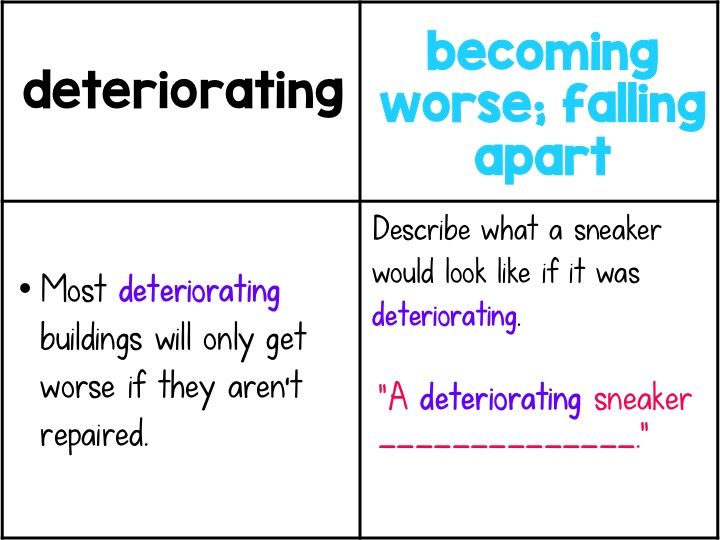 deteriorating
becoming
worse; falling
apart
• Most deteriorating
buildings will only get
worse if they aren't
repaired.
Describe what a sneaker
would look like if it was
deteriorating.
"A deteriorating sneaker
______________."